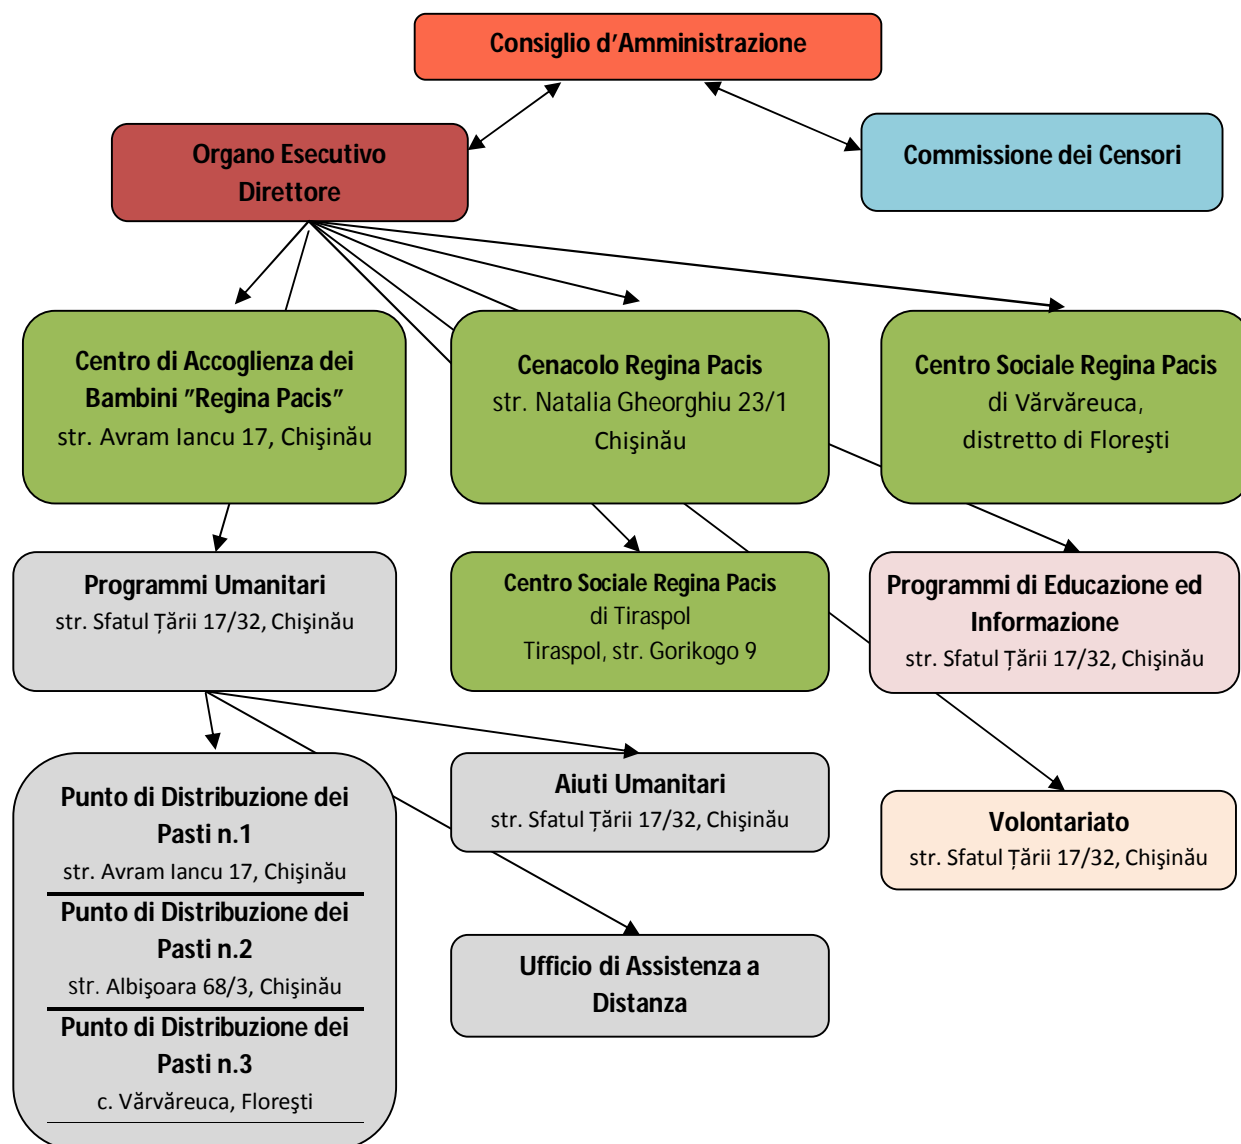 Consiglio d'Amministrazione
Organo Esecutivo
Direttore
Commissione dei Censori
Centro di Accoglienza dei
Bambini "Regina Pacis"
str. Avram Iancu 17, Chişinău
Cenacolo Regina Pacis
str. Natalia Gheorghiu 23/1
Chişinău
Centro Sociale Regina Pacis
di Vărvăreuca,
distretto di Floreşti
Programmi Umanitari
str. Sfatul Țării 17/32, Chişinău
Centro Sociale Regina Pacis
di Tiraspol
Tiraspol, str. Gorikogo 9
Programmi di Educazione ed
Informazione
str. Sfatul Țării 17/32, Chişinău
Punto di Distribuzione dei
Pasti n.1
str. Avram Iancu 17, Chişinău
Punto di Distribuzione dei
Pasti n.2
str. Albişoara 68/3, Chişinău
Punto di Distribuzione dei
Pasti n.3
c. Vărvăreuca, Floreşti
Aiuti Umanitari
str. Sfatul Țării 17/32, Chişinău
Volontariato
str. Sfatul Țării 17/32, Chişinău
Ufficio di Assistenza a
Distanza